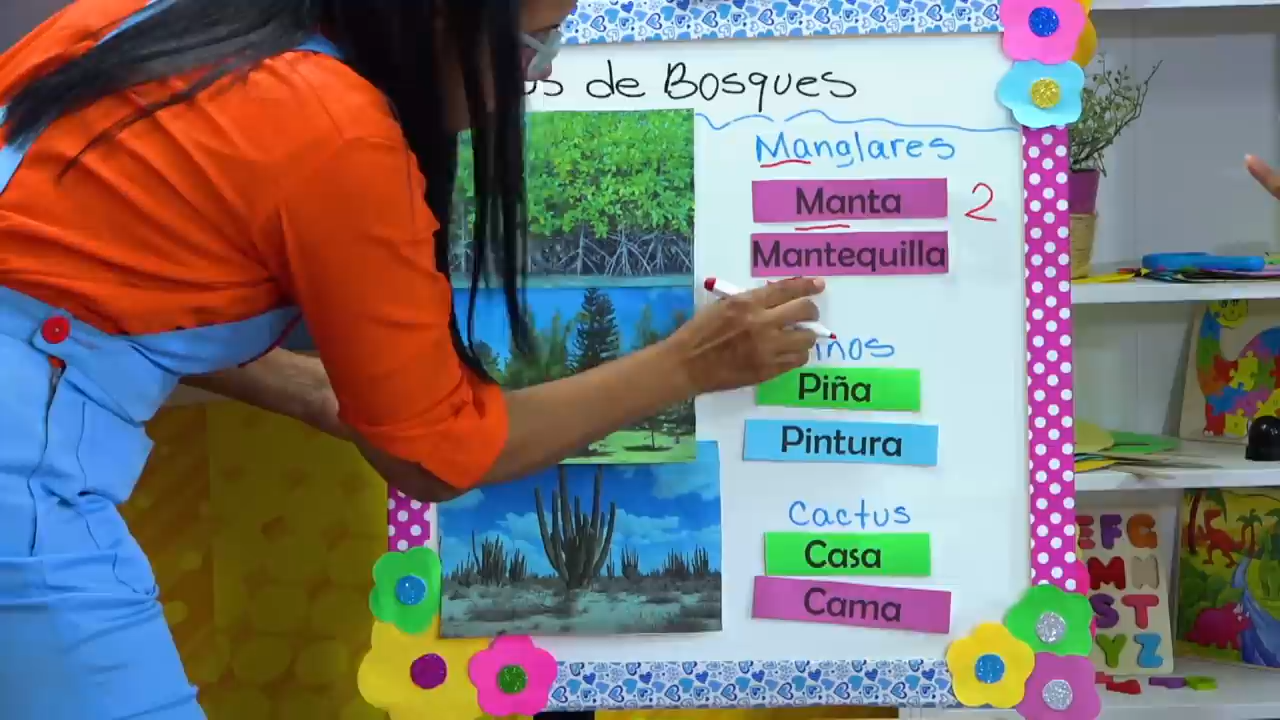 de Bosques
Manglares
Manta 2
Mantequilla
Piña
Pintura
Cactus
Casa
Cama